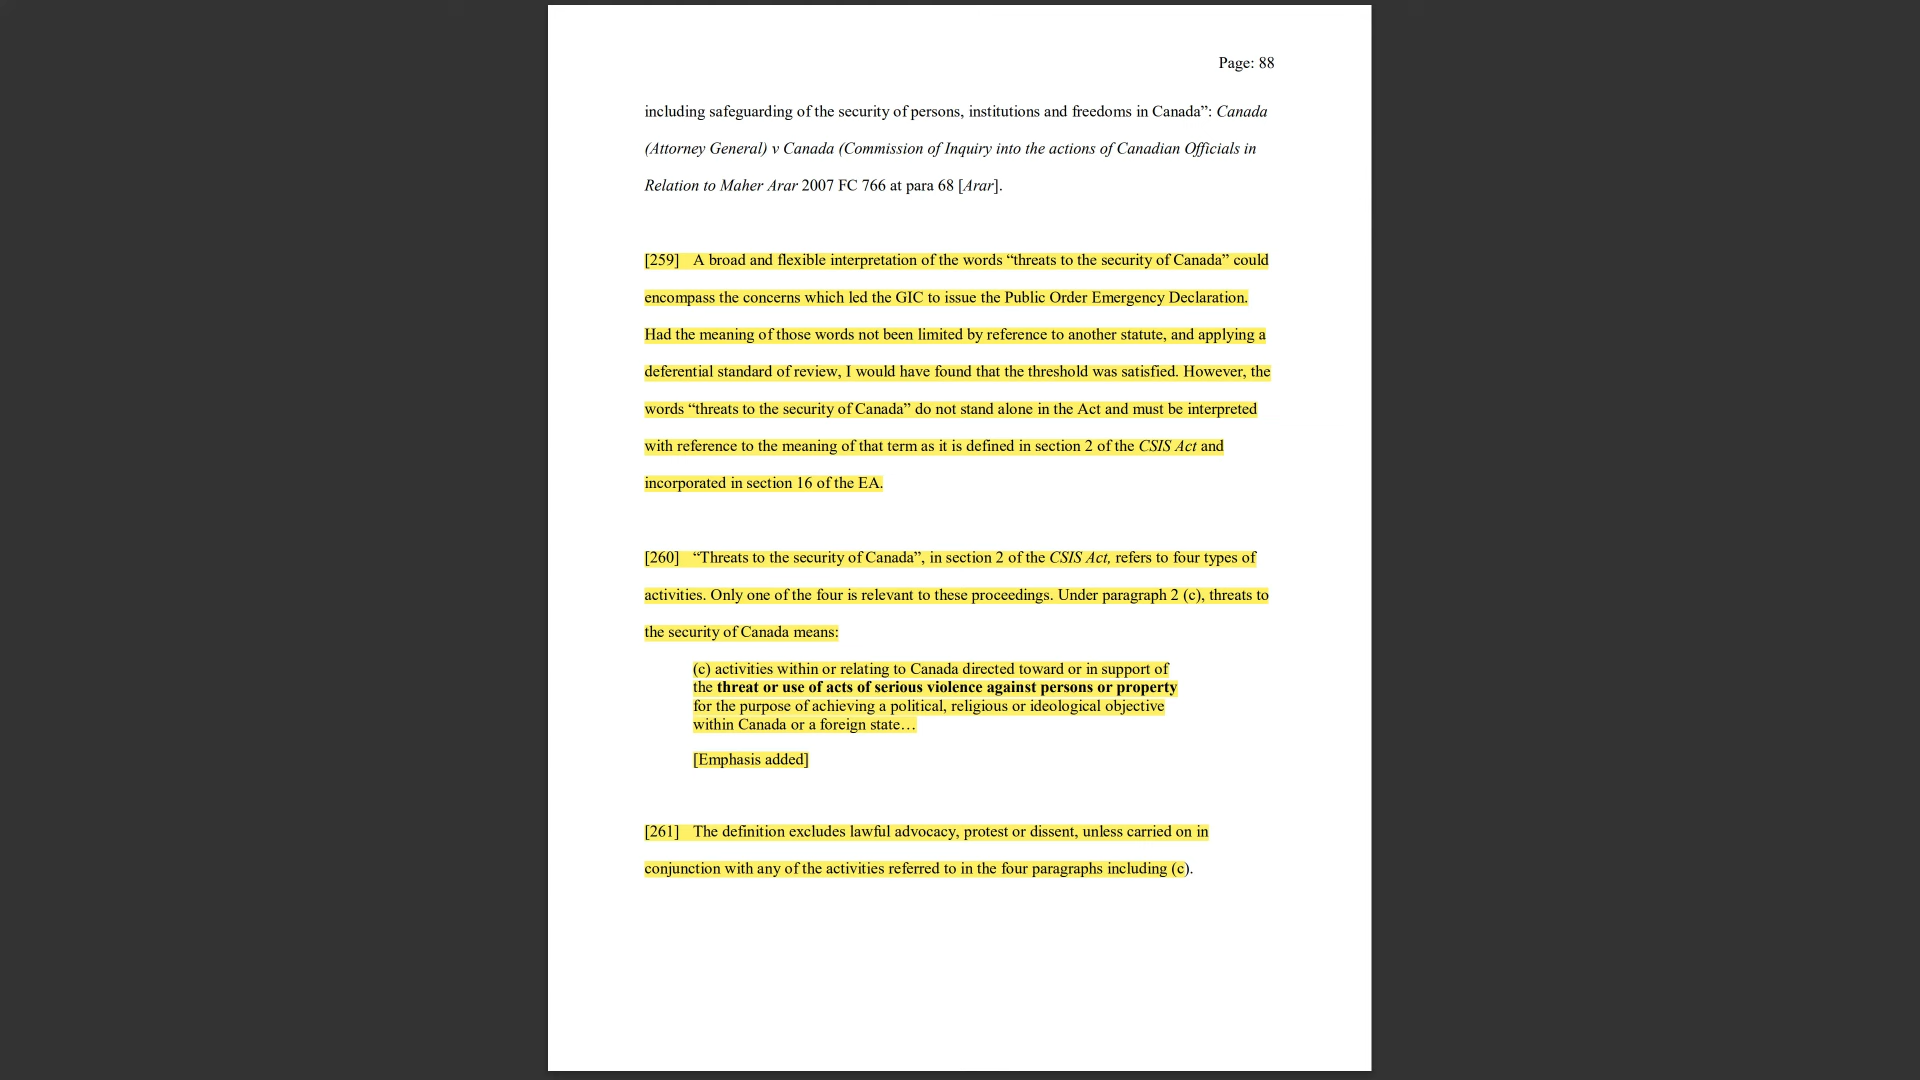 Page: 88
including safeguarding of the security of persons, institutions and freedoms in Canada”: Canada
(Attorney General) v Canada (Commission of Inquiry into the actions of Canadian Officials in
Relation to Maher Arar 2007 FC 766 at para 68 [Arar].
[259] A broad and flexible interpretation of the words “threats to the security of Canada” could
encompass the concerns which led the GIC to issue the Public Order Emergency Declaration.
Had the meaning of those words not been limited by reference to another statute, and applying a
deferential standard of review, I would have found that the threshold was satisfied. However, the
words “threats to the security of Canada” do not stand alone in the Act and must be interpreted
with reference to the meaning of that term as it is defined in section 2 of the CSIS Act and
incorporated in section 16 of the EA.
[260] “Threats to the security of Canada”, in section 2 of the CSIS Act, refers to four types of
activities. Only one of the four is relevant to these proceedings. Under paragraph 2 (c), threats to
the security of Canada means:
(c) activities within or relating to Canada directed toward or in support of
the threat or use of acts of serious violence against persons or property
for the purpose of achieving a political, religious or ideological objective
within Canada or a foreign state…
[Emphasis added]
[261] The definition excludes lawful advocacy, protest or dissent, unless carried on in
conjunction with any of the activities referred to in the four paragraphs including (c).